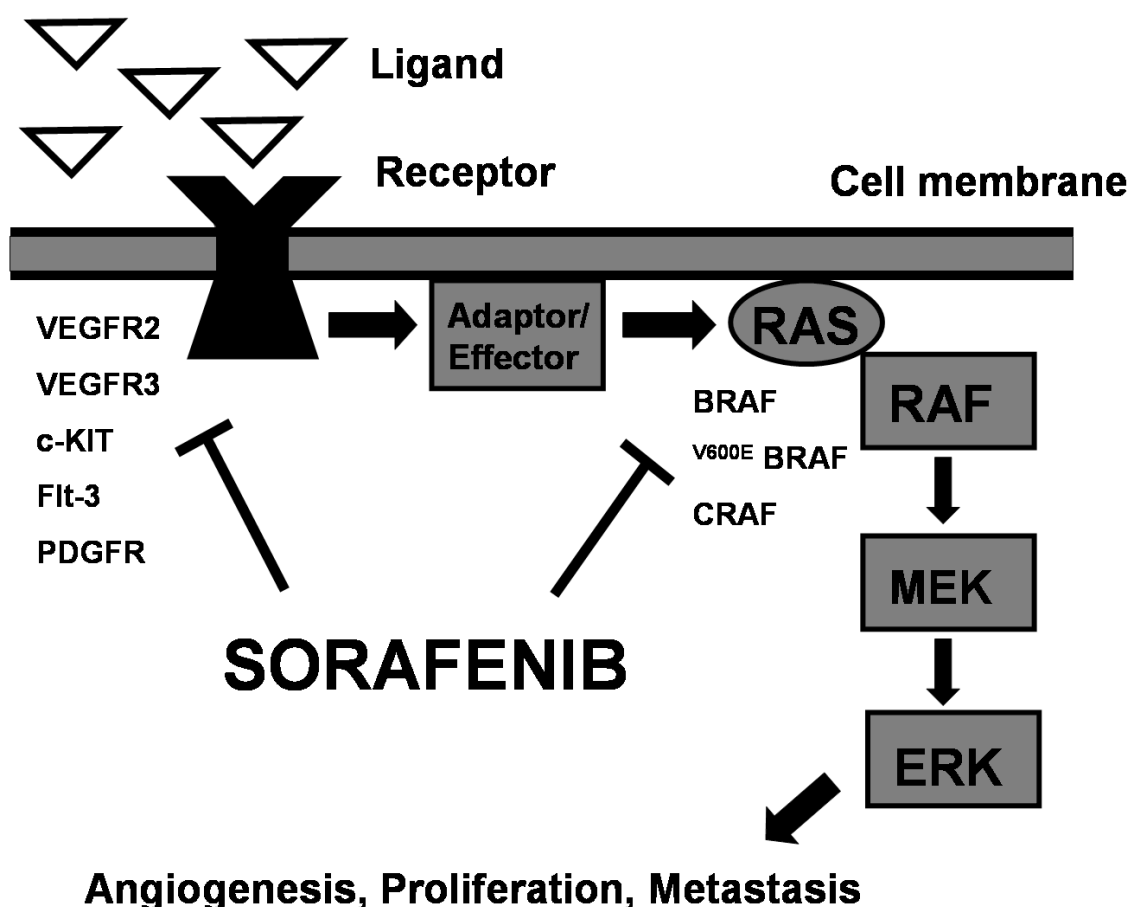 Ligand
Receptor
Cell membrane
Adaptor/
Effector
RAS
RAF
VEGFR2
VEGFR3
c-KIT
Flt-3
PDGFR
BRAF
V600E BRAF
CRAF
MEK
SORAFENIB
ERK
Angiogenesis, Proliferation, Metastasis